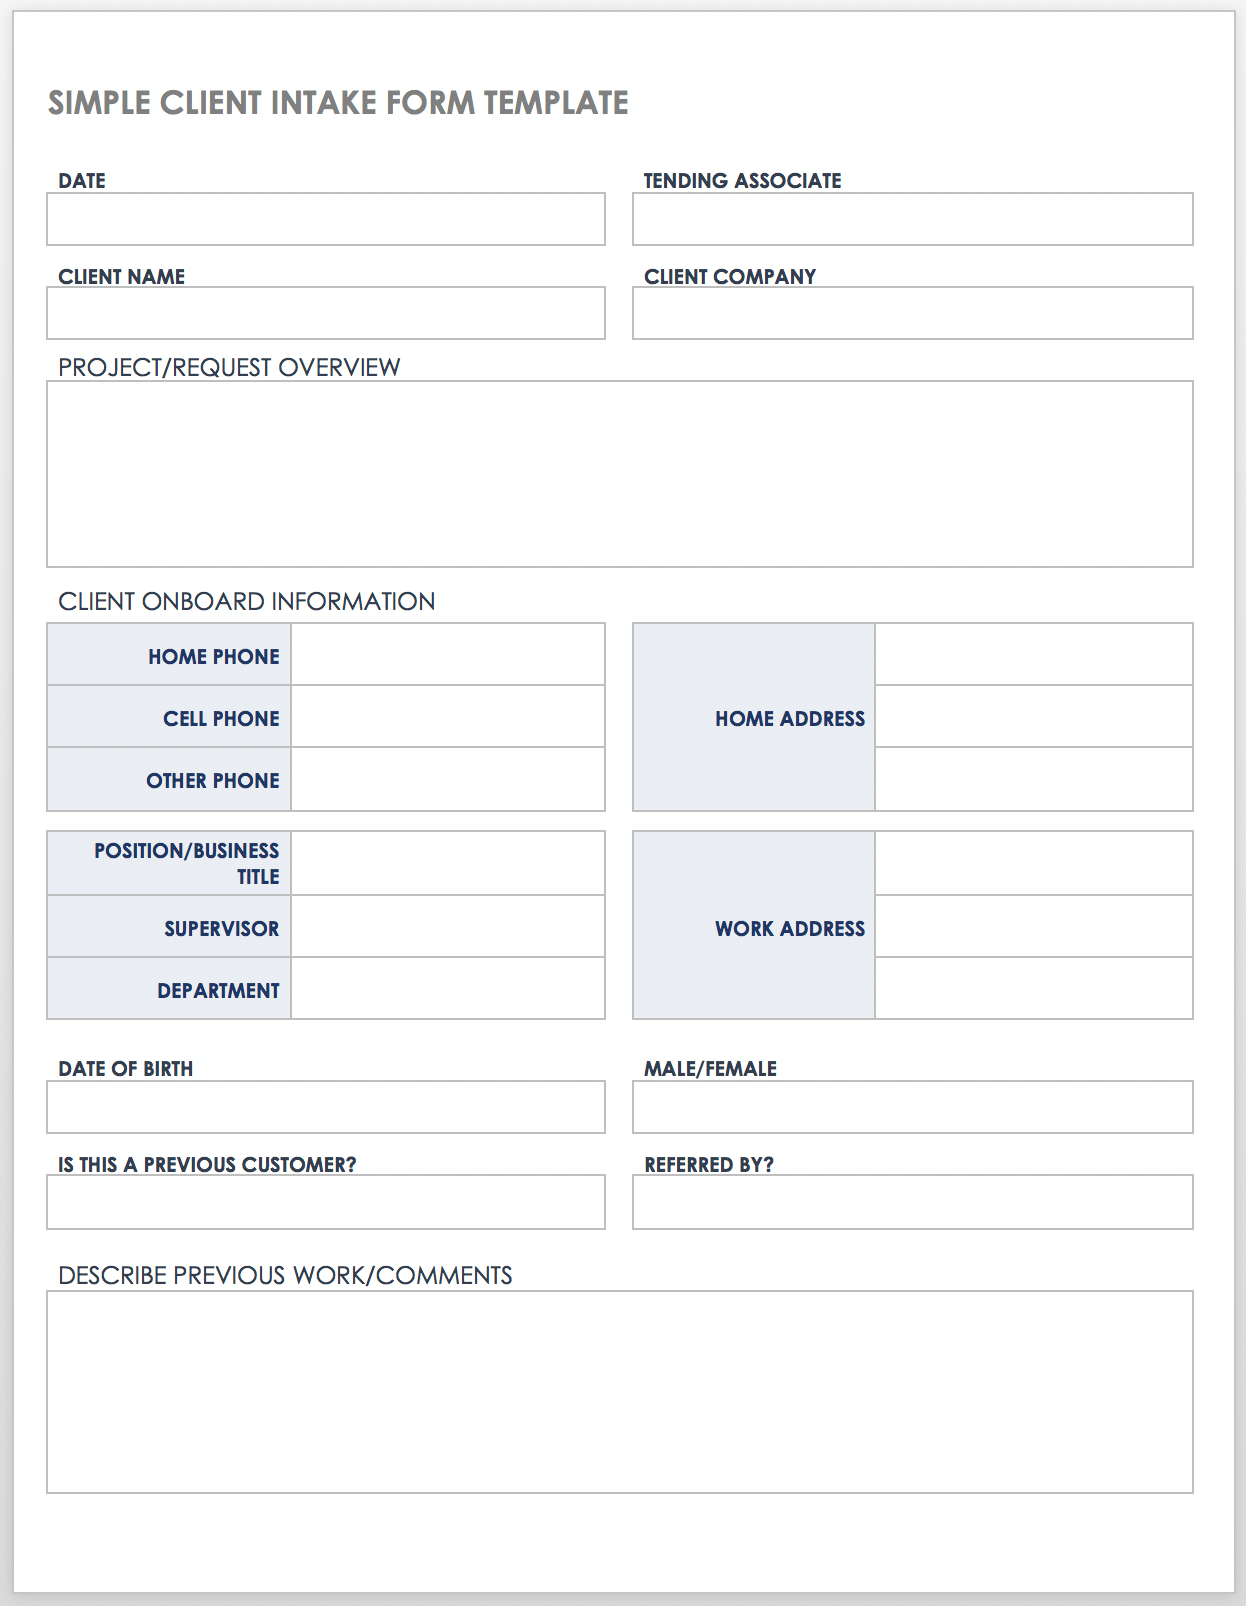 SIMPLE CLIENT INTAKE FORM TEMPLATE
DATE
TENDING ASSOCIATE
CLIENT NAME
CLIENT COMPANY
PROJECT/REQUEST OVERVIEW
CLIENT ONBOARD INFORMATION
HOME PHONE
CELL PHONE
OTHER PHONE
HOME ADDRESS
POSITION/BUSINESS
TITLE
SUPERVISOR
DEPARTMENT
WORK ADDRESS
DATE OF BIRTH
MALE/FEMALE
IS THIS A PREVIOUS CUSTOMER?
REFERRED BY?
DESCRIBE PREVIOUS WORK/COMMENTS